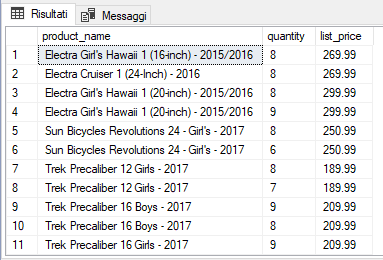 Risultati Messaggi
product_name quantity list_price
1 Electra Girl's Hawaii 1 (16-inch) - 2015/2016 8 269.99
2 Electra Cruiser 1 (24-Inch) - 2016 8 269.99
3 Electra Girl's Hawaii 1 (20-inch) - 2015/2016 8 299.99
4 Electra Girl's Hawaii 1 (20-inch) - 2015/2016 9 299.99
5 Sun Bicycles Revolutions 24 - Girl's - 2017 8 250.99
6 Sun Bicycles Revolutions 24 - Girl's - 2017 6 250.99
7 Trek Precaliber 12 Girls - 2017 8 189.99
8 Trek Precaliber 12 Girls - 2017 7 189.99
9 Trek Precaliber 16 Boys - 2017 9 209.99
10 Trek Precaliber 16 Boys - 2017 8 209.99
11 Trek Precaliber 16 Girls - 2017 9 209.99